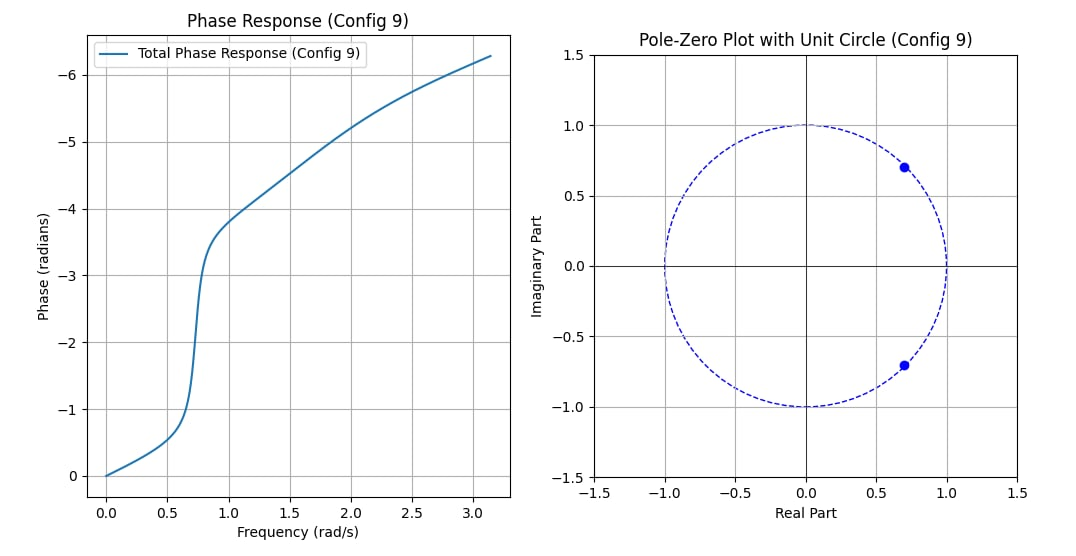 Phase Response (Config 9)
Total Phase Response (Config 9)
−6
−5
−4
−3
−2
−1
0
Phase (radians)
0.0 0.5 1.0 1.5 2.0 2.5 3.0
Frequency (rad/s)
Pole-Zero Plot with Unit Circle (Config 9)
1.5
1.0
0.5
0.0
−0.5
−1.0
−1.5
Imaginary Part
−1.5 −1.0 −0.5 0.0 0.5 1.0 1.5
Real Part